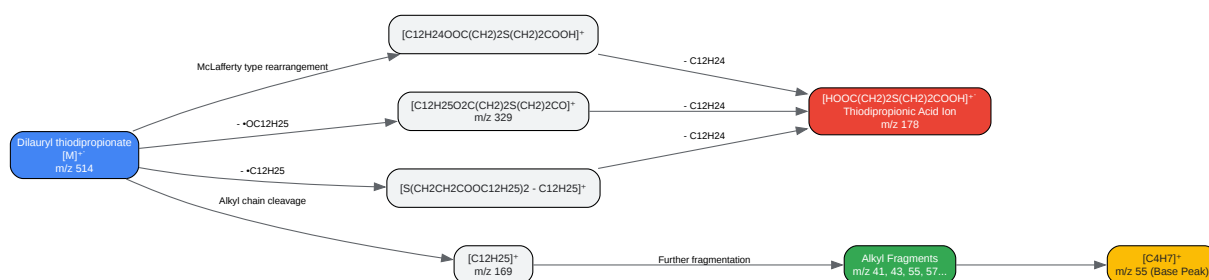 [C12H24OOC(CH2)2S(CH2)2COOH]⁺
McLafferty type rearrangement
- C12H24
[HOOC(CH2)2S(CH2)2COOH]⁺˙
Thiodipropionic Acid Ion
m/z 178
[C12H25O2C(CH2)2S(CH2)2CO]⁺
m/z 329
- •OC12H25
- C12H24
Dilauryl thiodipropionate
[M]⁺
m/z 514
- C12H24
- •C12H25
[S(CH2CH2COOC12H25)2 - C12H25]⁺
Alkyl chain cleavage
[C12H25]⁺
m/z 169
Further fragmentation
Alkyl Fragments
m/z 41, 43, 55, 57...
[C4H7]⁺
m/z 55 (Base Peak)